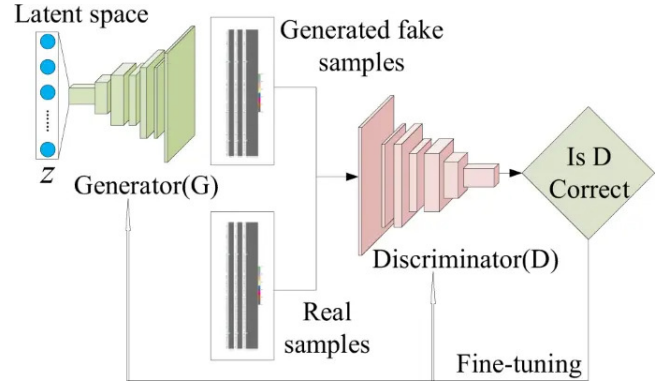 Latent space
z
Generator(G)
Generated fake
samples
Real
samples
Discriminator(D)
Is D
Correct
Fine-tuning